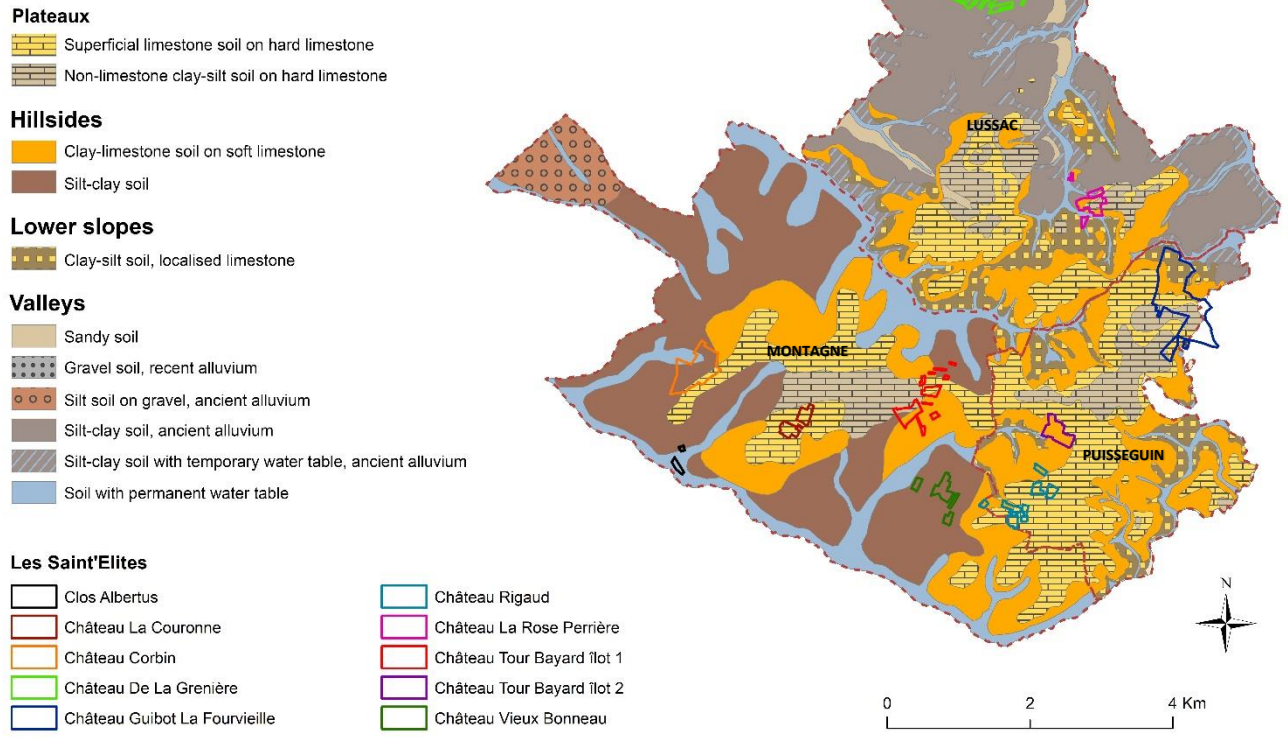 Plateaux
Superficial limestone soil on hard limestone
Non-limestone clay-silt soil on hard limestone
Hillsides
Clay-limestone soil on soft limestone
Silt-clay soil
Lower slopes
Clay-silt soil, localised limestone
Valleys
Sandy soil
Gravel soil, recent alluvium
Silt soil on gravel, ancient alluvium
Silt-clay soil, ancient alluvium
Silt-clay soil with temporary water table, ancient alluvium
Soil with permanent water table
Les Saint'Elites
Clos Albertus
Château La Couronne
Château Corbin
Château De La Grenière
Château Guibot La Fourvieille
Château Rigaud
Château La Rose Perrière
Château Tour Bayard îlot 1
Château Tour Bayard îlot 2
Château Vieux Bonneau
LUSSAC
MONTAGNE
PUISSEGUIN
N
0 2 4 Km